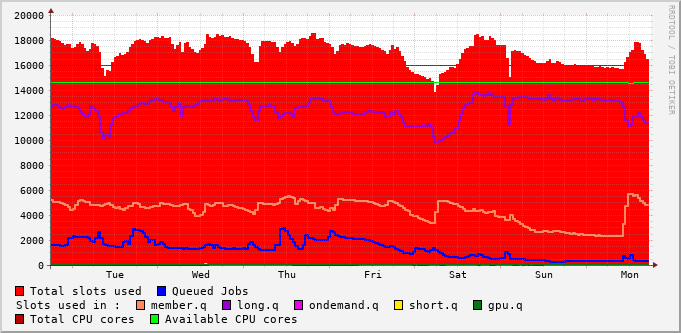 20000
18000
16000
14000
12000
10000
8000
6000
4000
2000
0
Tue Wed Thu Fri Sat Sun Mon
Total slots used Queued Jobs
Slots used in : member.q long.q ondemand.q short.q gpu.q
Total CPU cores Available CPU cores
RRDTOOL / TOBI OETIKER